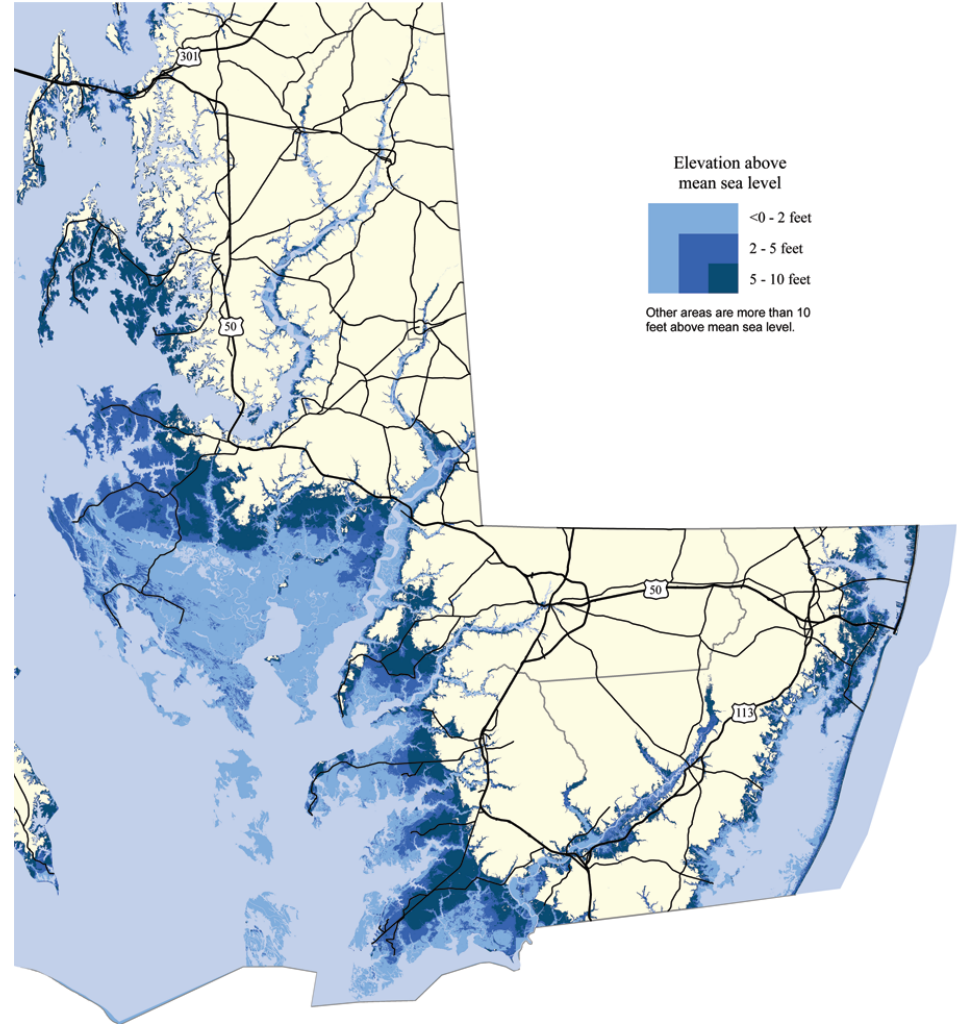 301
Elevation above
mean sea level
<0 - 2 feet
2 - 5 feet
5 - 10 feet
Other areas are more than 10
feet above mean sea level.
50
50
113